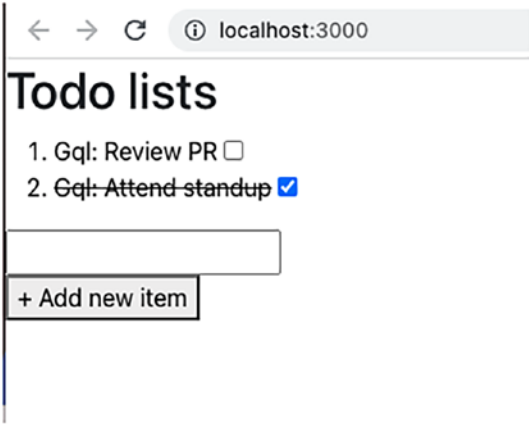 localhost:3000
Todo lists
1. Gql: Review PR
2. Gql: Attend standup
+ Add new item